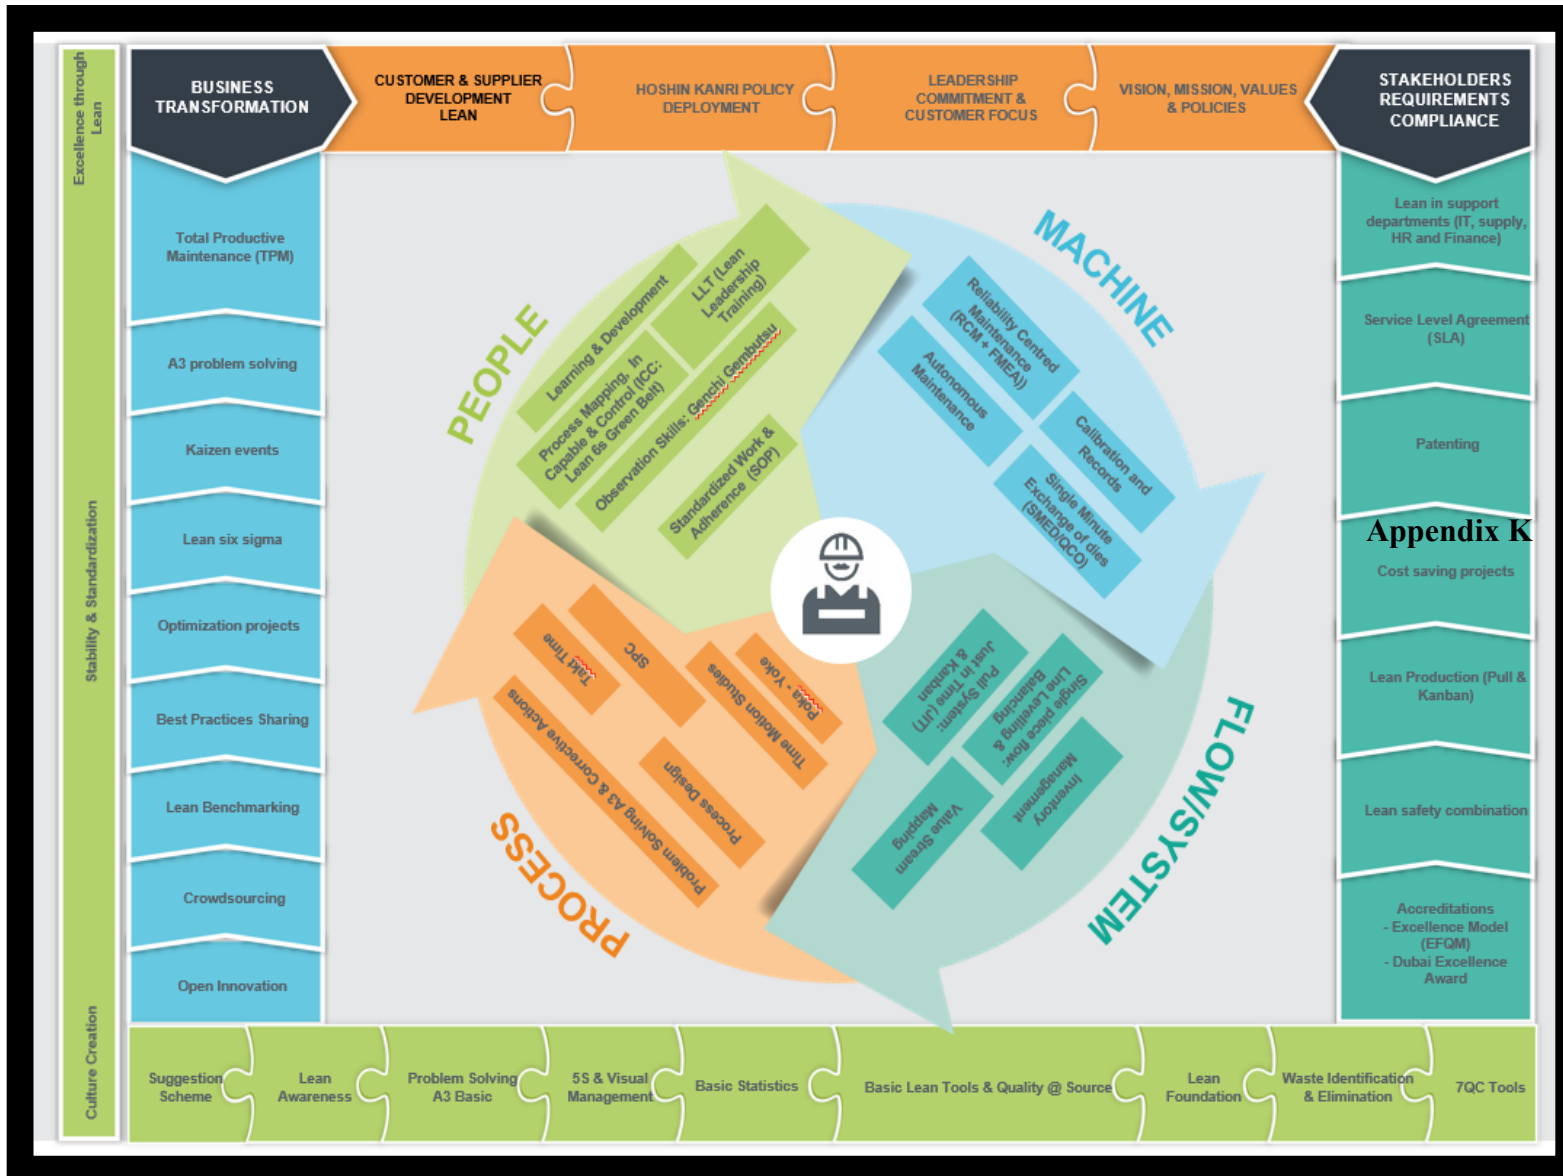 Excellence through
Lean
Stability & Standardization
Culture Creation
BUSINESS
TRANSFORMATION
CUSTOMER & SUPPLIER
DEVELOPMENT
LEAN
HOSHIN KANRI POLICY
DEPLOYMENT
LEADERSHIP
COMMITMENT &
CUSTOMER FOCUS
VISION, MISSION, VALUES
& POLICIES
STAKEHOLDERS
REQUIREMENTS
COMPLIANCE
Total Productive
Maintenance (TPM)
A3 problem solving
Kaizen events
Lean six sigma
Optimization projects
Best Practices Sharing
Lean Benchmarking
Crowdsourcing
Open Innovation
PEOPLE
Learning & Development
LLT (Lean
Leadership
Training)
Process Mapping, In
Capable & Control (ICC:
Lean 6s Green Belt)
Observation Skills: Genchi Gembutsu
Standardized Work &
Adherence (SOP)
MACHINE
Reliability Centred
Maintenance
(RCM + FMEA))
Autonomous
Maintenance
Calibration and
Records
Single Minute
Exchange of dies
(SMED/QCO)
FLOW/SYSTEM
Pull System:
Just in Time (JIT)
& Kanban
Single piece flow:
Line Levelling &
Balancing
Inventory
Management
Value Stream
Mapping
PROCESS
Takt Time
SPC
Poka - Yoke
Time Motion Studies
Process Design
Problem Solving A3 & Corrective Actions
Lean in support
departments (IT, supply,
HR and Finance)
Service Level Agreement
(SLA)
Patenting
Appendix K
Cost saving projects
Lean Production (Pull &
Kanban)
Lean safety combination
Accreditations
- Excellence Model
(EFQM)
- Dubai Excellence
Award
Suggestion
Scheme
Lean
Awareness
Problem Solving
A3 Basic
5S & Visual
Management
Basic Statistics
Basic Lean Tools & Quality @ Source
Lean
Foundation
Waste Identification
& Elimination
7QC Tools